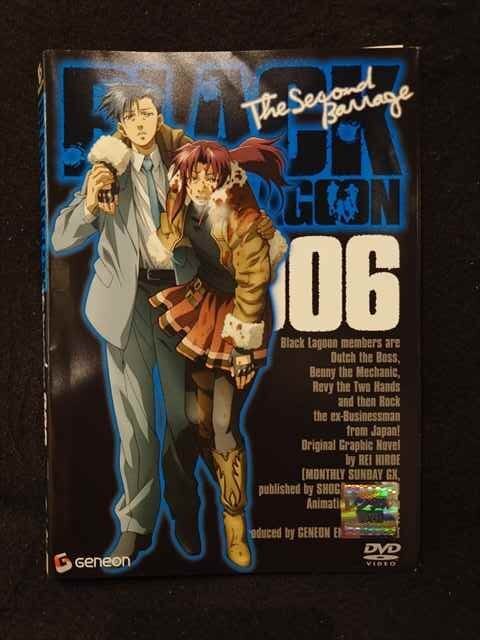 BLACK
LAGOON
The Second
Barrage
006
Black Lagoon members are
Dutch the Boss,
Benny the Mechanic,
Revy the Two Hands
and then Rock
the ex-Businessman
from Japan!
Original Graphic Novel
by REI HIROE
[MONTHLY SUNDAY GX,
published by
by GENEON
GENEON
DVD
VIDEO